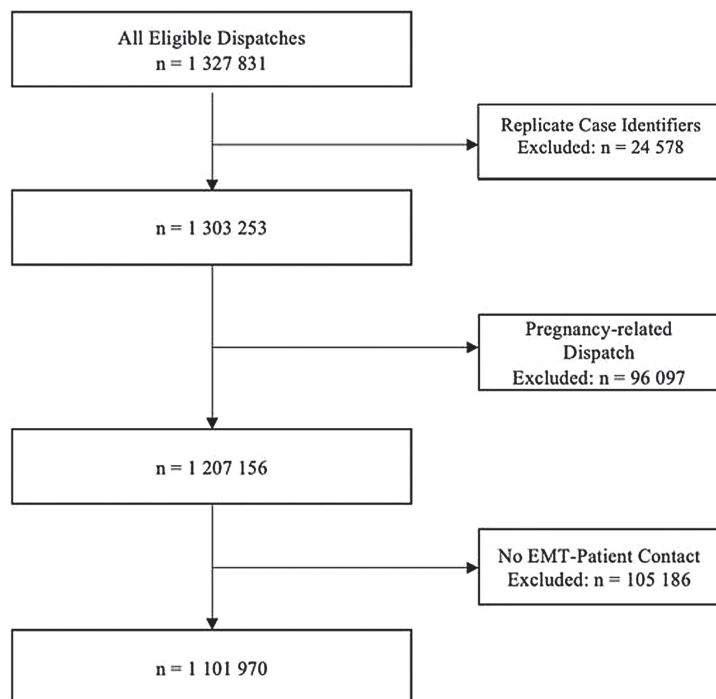 All Eligible Dispatches
n = 1 327 831
Replicate Case Identifiers
Excluded: n = 24 578
n = 1 303 253
Pregnancy-related
Dispatch
Excluded: n = 96 097
n = 1 207 156
No EMT-Patient Contact
Excluded: n = 105 186
n = 1 101 970